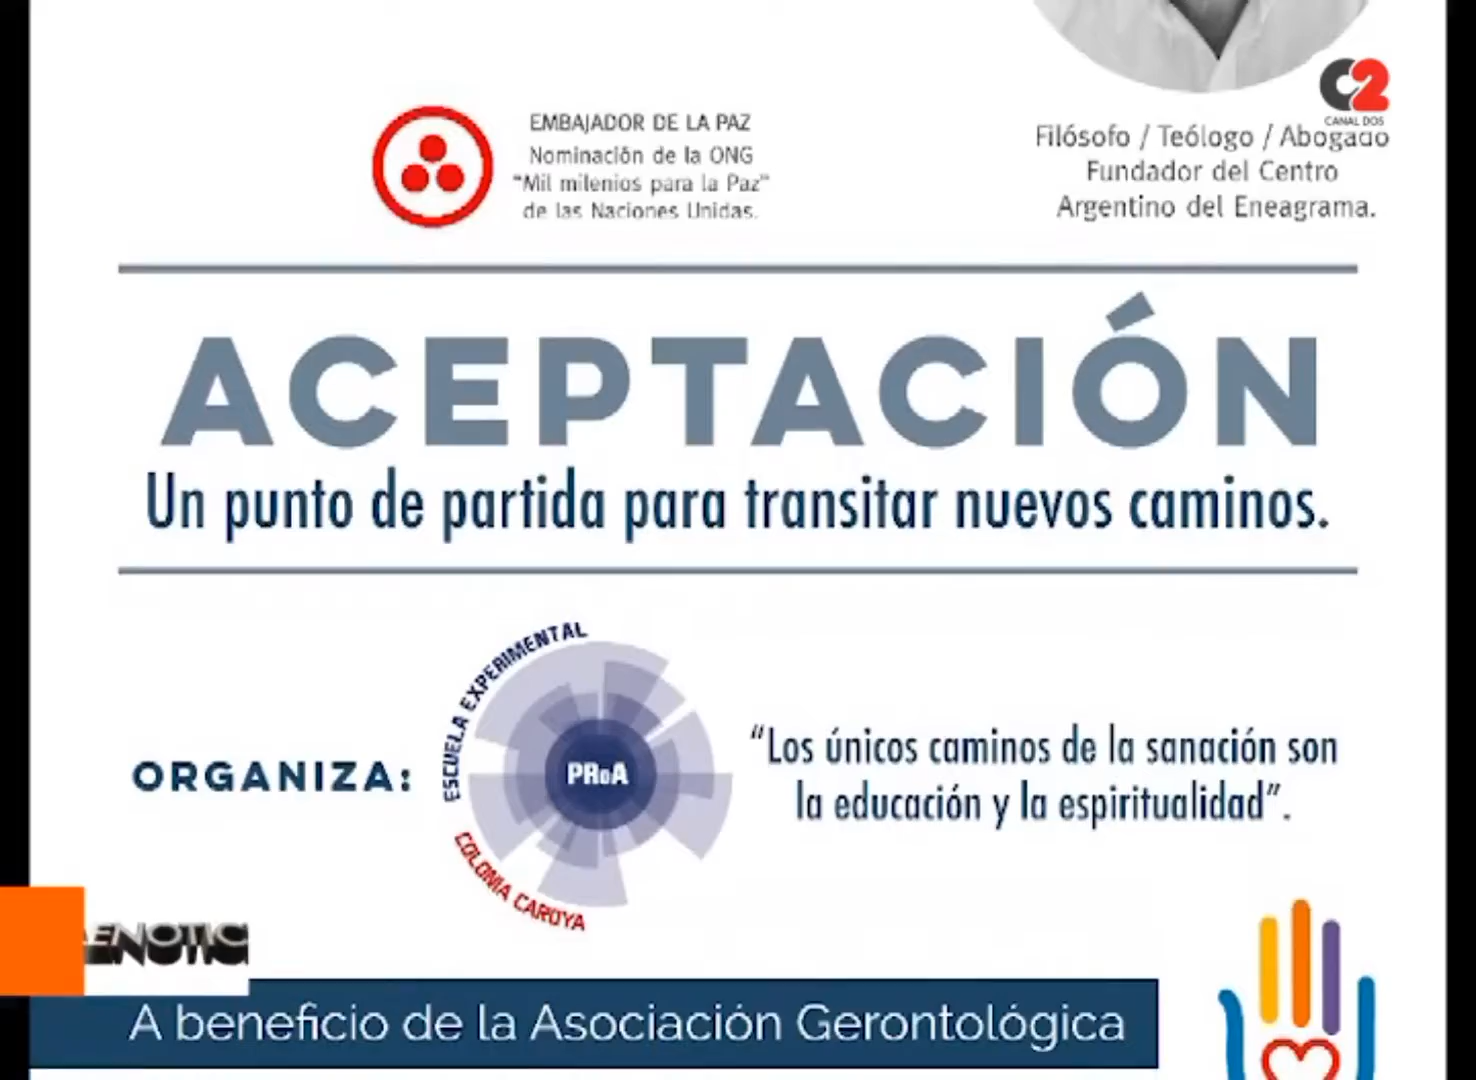 C2
CANAL DOS
EMBAJADOR DE LA PAZ
Nominación de la ONG
"Mil milenios para la Paz"
de las Naciones Unidas.
Filósofo / Teólogo / Abogado
Fundador del Centro
Argentino del Eneagrama.
ACEPTACIÓN
Un punto de partida para transitar nuevos caminos.
ORGANIZA:
ESCUELA EXPERIMENTAL
PRoA
COLONIA CAROYA
“Los únicos caminos de la sanación son
la educación y la espiritualidad”.
ENOTIC
A beneficio de la Asociación Gerontológica